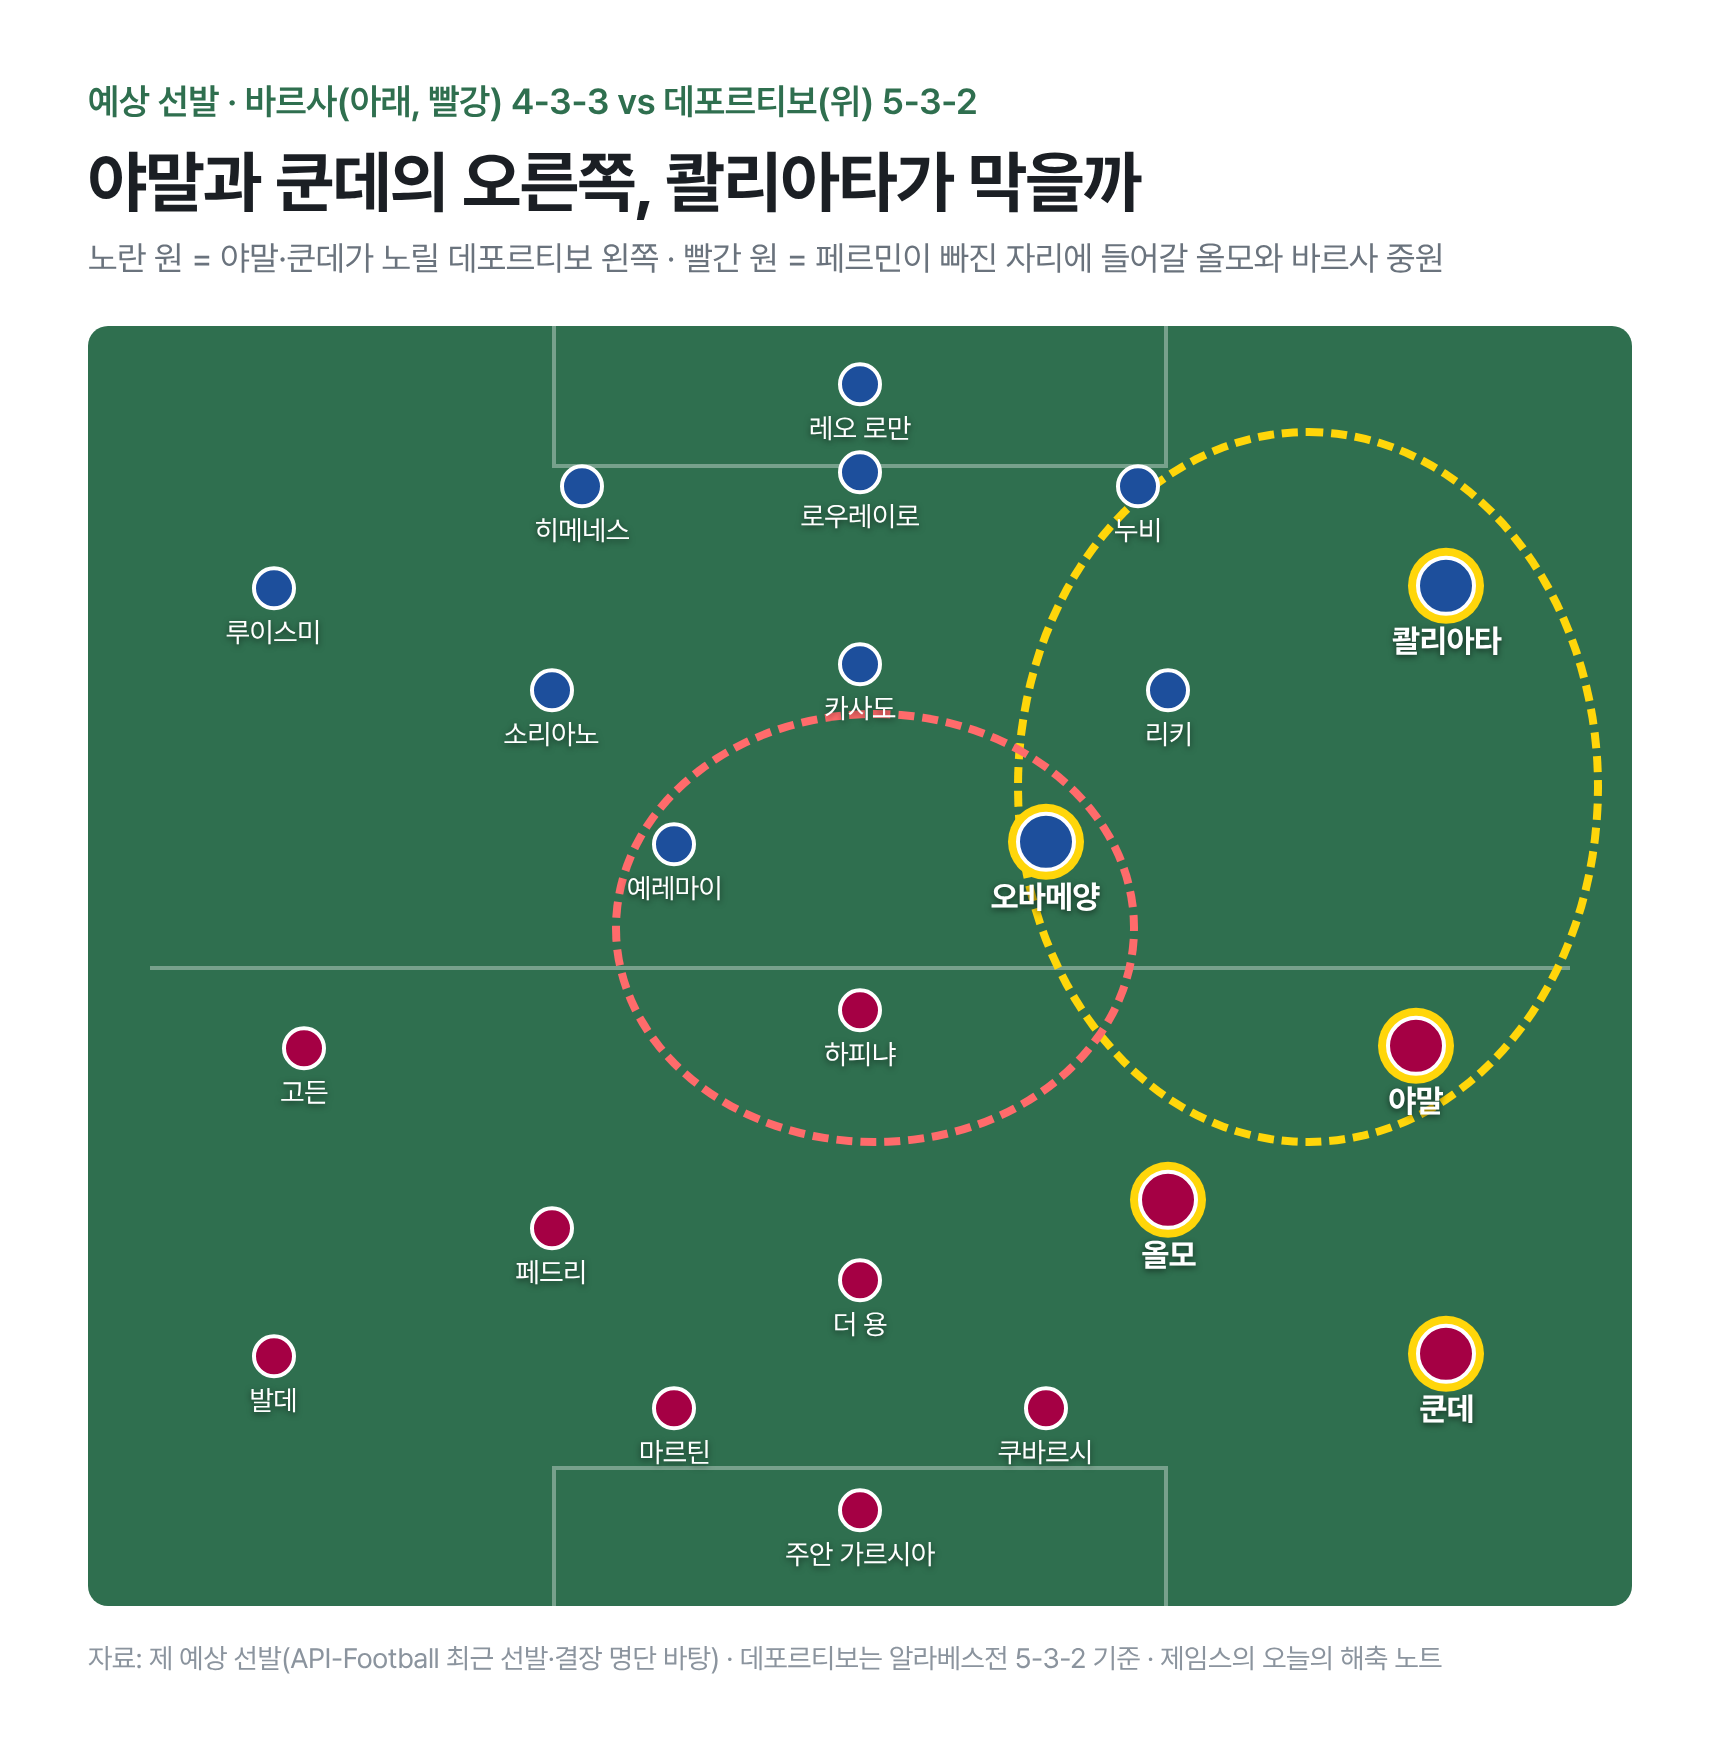 예상 선발 · 바르사(아래, 빨강) 4-3-3 vs 데포르티보(위) 5-3-2
야말과 쿤데의 오른쪽, 콸리아타가 막을까
노란 원 = 야말·쿤데가 노릴 데포르티보 왼쪽 · 빨간 원 = 페르민이 빠진 자리에 들어갈 올모와 바르사 중원
레오 로만
히메네스
로우레이로
누비
루이스미
콸리아타
소리아노
카사도
리키
예레마이
오바메양
고든
하피냐
야말
페드리
올모
더 용
발데
쿤데
마르틴
쿠바르시
주안 가르시아
자료: 제 예상 선발(API-Football 최근 선발·결장 명단 바탕) · 데포르티보는 알라베스전 5-3-2 기준 · 제임스의 오늘의 해축 노트